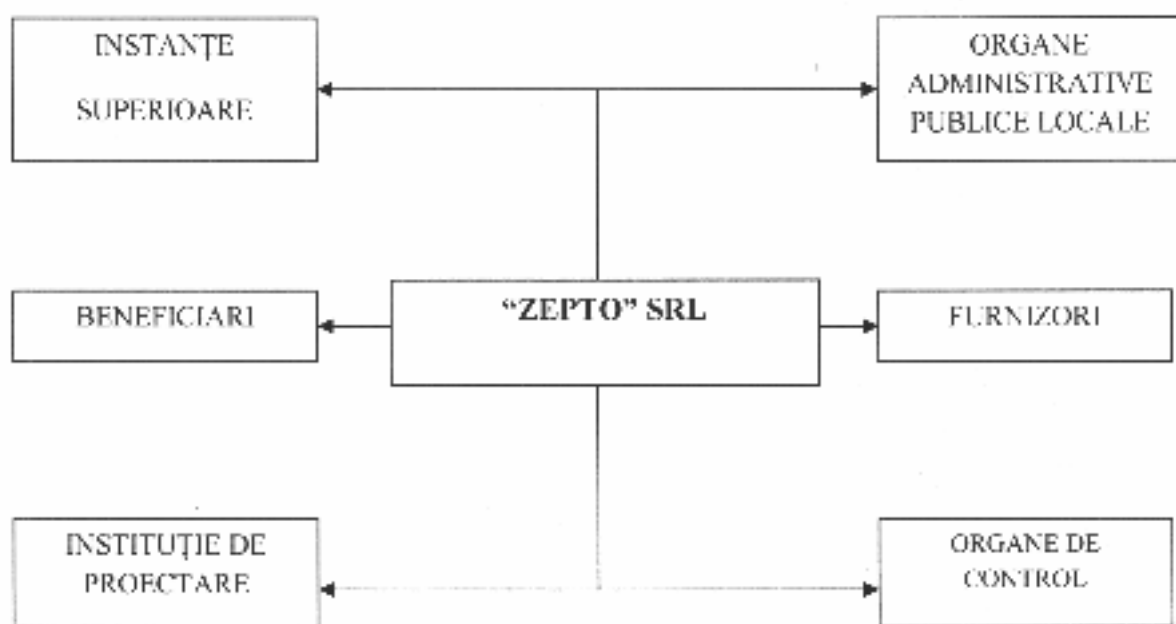 INSTANȚE
SUPERIOARE
ORGANE
ADMINISTRATIVE
PUBLICE LOCALE
BENEFICIARI
“ZEPTO” SRL
FURNIZORI
INSTITUȚIE DE
PROECTARE
ORGANE DE
CONTROL